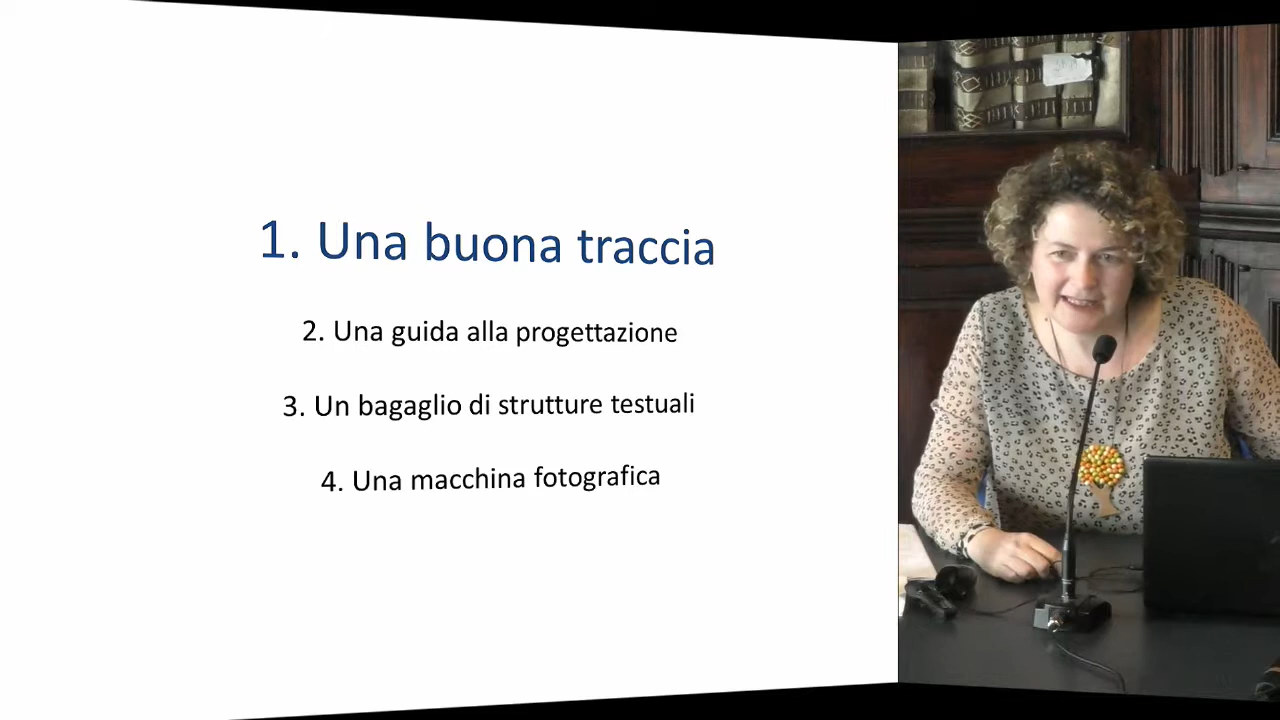 1. Una buona traccia
2. Una guida alla progettazione
3. Un bagaglio di strutture testuali
4. Una macchina fotografica